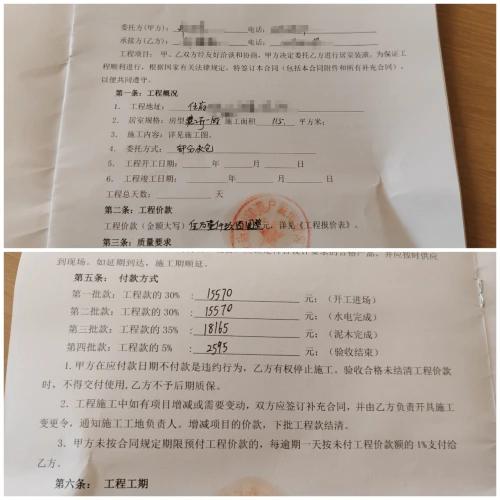 委托方(甲方): 电话:
承接方(乙方): 电话:
工程项目: 甲、乙双方经友好洽谈和协商,甲方决定委托乙方进行居室装潢。为保证工
程顺利进行,根据国家有关法律规定,特签订本合同(包括本合同附件和所有补充合同),
以便共同遵守。
第一条:工程概况
1. 工程地址:
2. 居室规格:房型 施工面积 115 平方米;
3. 施工内容:详见施工图。
4. 委托方式: 部分承包
5. 工程开工日期: 年 月 日
6. 工程竣工日期: 年 月 日
工程总天数: 天
第二条:工程价款
工程价款(金额大写) 元,详见《工程报价表》。
第三条:质量要求
到现场。如延期到达,施工期顺延。
第五条: 付款方式
第一批款:工程款的 30% : 15570 元; (开工进场)
第二批款:工程款的 30% : 15570 元; (水电完成)
第三批款:工程款的 35% : 18165 元; (泥木完成)
第四批款:工程款的 5% : 2595 元; (验收结束)
1.甲方在应付款日期不付款是违约行为,乙方有权停止施工。验收合格未结清工程价款
时,不得交付使用,乙方不予后期质保。
2. 工程施工中如有项目增减或需要变动,双方应签订补充合同,并由乙方负责开具施工
变更令,通知施工工地负责人。增减项目的价款,下批工程款结清。
3. 甲方未按合同规定期限预付工程价款的,每逾期一天按未付工程价款额的 1%支付给
乙方。
第六条: 工程工期